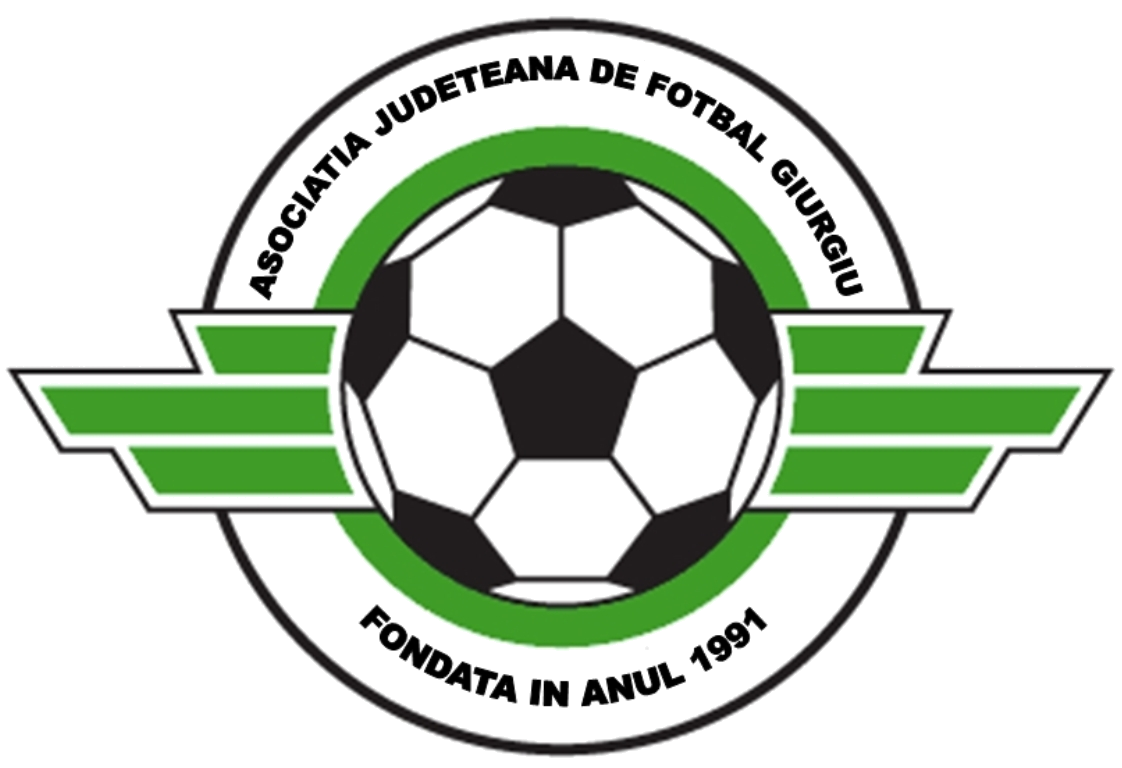 ASOCIATIA JUDETEANA DE FOTBAL GIURGIU
FONDATA IN ANUL 1991